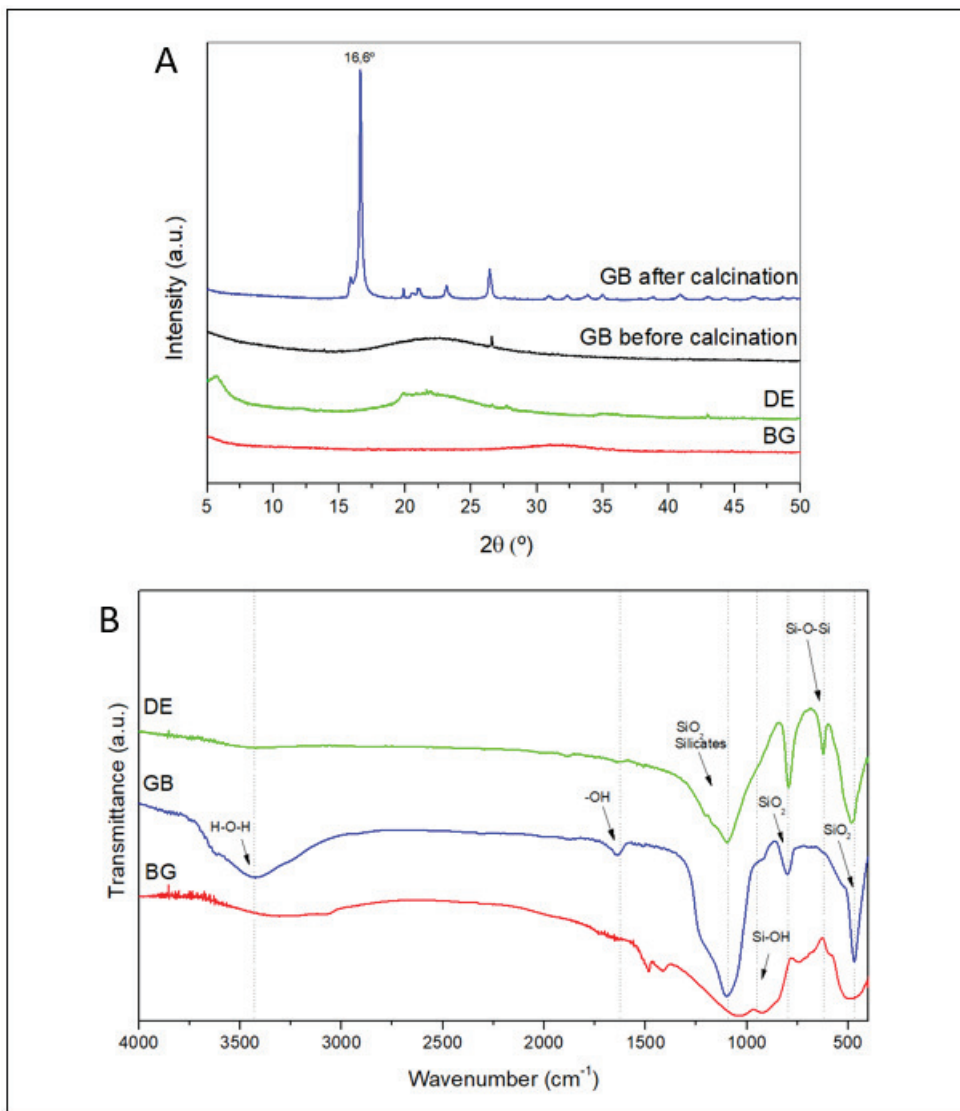 A
16,6º
GB after calcination
GB before calcination
DE
BG
Intensity (a.u.)
5 10 15 20 25 30 35 40 45 50
2θ (º)
B
Si-O-Si
DE
SiO2
Silicates
GB
H-O-H
-OH
SiO2
SiO2
BG
Si-OH
Transmittance (a.u.)
4000 3500 3000 2500 2000 1500 1000 500
Wavenumber (cm-1)